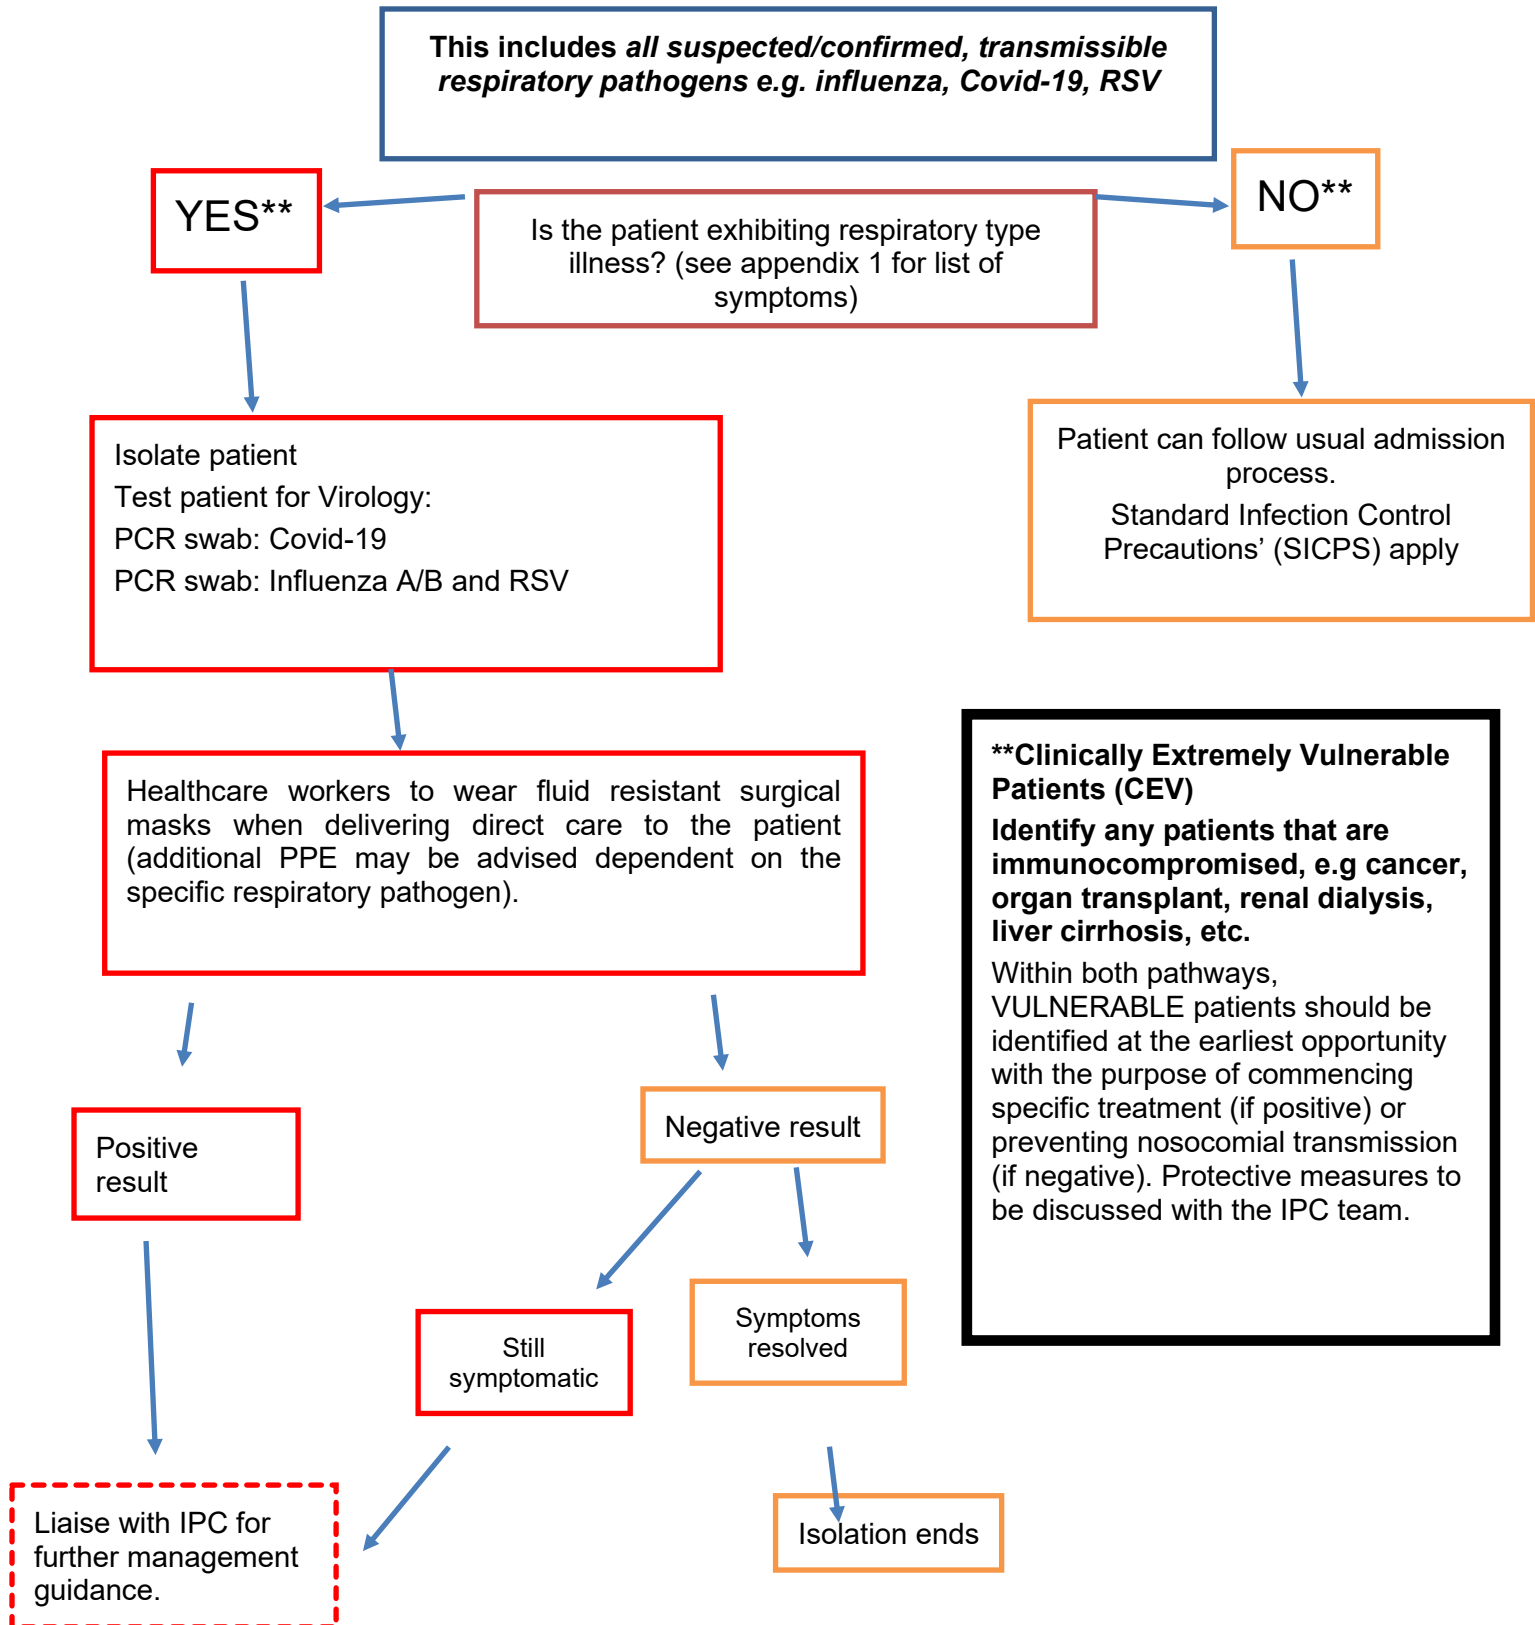 This includes all suspected/confirmed, transmissible
respiratory pathogens e.g. influenza, Covid-19, RSV
YES**
NO**
Is the patient exhibiting respiratory type
illness? (see appendix 1 for list of
symptoms)
Isolate patient
Test patient for Virology:
PCR swab: Covid-19
PCR swab: Influenza A/B and RSV
Patient can follow usual admission
process.
Standard Infection Control
Precautions’ (SICPS) apply
Healthcare workers to wear fluid resistant surgical
masks when delivering direct care to the patient
(additional PPE may be advised dependent on the
specific respiratory pathogen).
**Clinically Extremely Vulnerable
Patients (CEV)
Identify any patients that are
immunocompromised, e.g cancer,
organ transplant, renal dialysis,
liver cirrhosis, etc.
Within both pathways,
VULNERABLE patients should be
identified at the earliest opportunity
with the purpose of commencing
specific treatment (if positive) or
preventing nosocomial transmission
(if negative). Protective measures to
be discussed with the IPC team.
Positive
result
Negative result
Still
symptomatic
Symptoms
resolved
Liaise with IPC for
further management
guidance.
Isolation ends